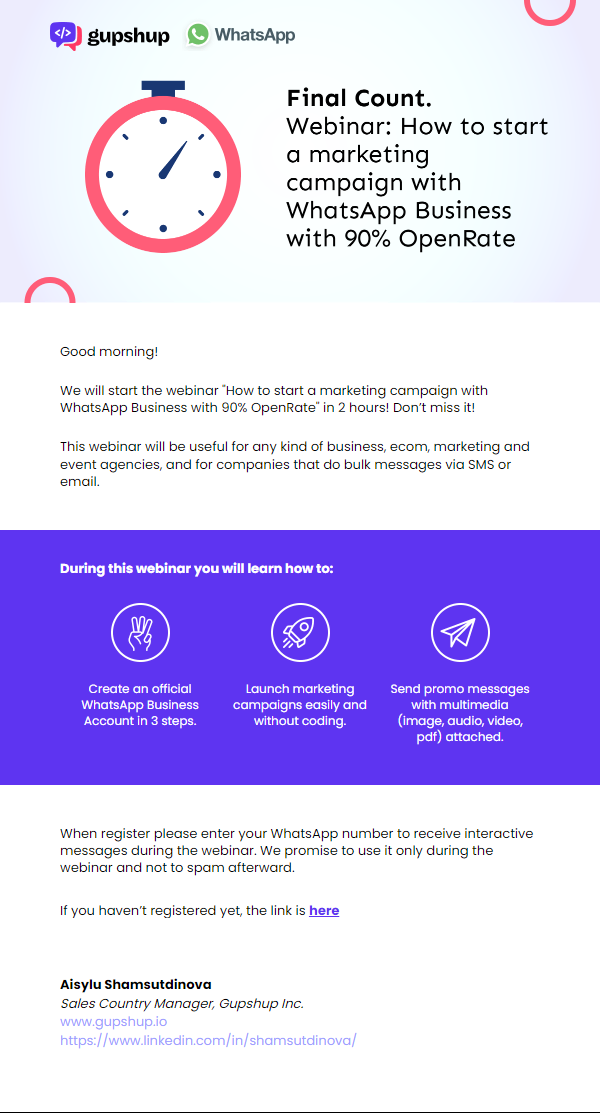 gupshup WhatsApp
Final Count.
Webinar: How to start
a marketing
campaign with
WhatsApp Business
with 90% OpenRate
Good morning!
We will start the webinar "How to start a marketing campaign with
WhatsApp Business with 90% OpenRate" in 2 hours! Don't miss it!
This webinar will be useful for any kind of business, ecom, marketing and
event agencies, and for companies that do bulk messages via SMS or
email.
During this webinar you will learn how to:
Create an official
WhatsApp Business
Account in 3 steps.
Launch marketing
campaigns easily and
without coding.
Send promo messages
with multimedia
(image, audio, video,
pdf) attached.
When register please enter your WhatsApp number to receive interactive
messages during the webinar. We promise to use it only during the
webinar and not to spam afterward.
If you haven't registered yet, the link is here
Aisylu Shamsutdinova
Sales Country Manager, Gupshup Inc.
www.gupshup.io
https://www.linkedin.com/in/shamsutdinova/